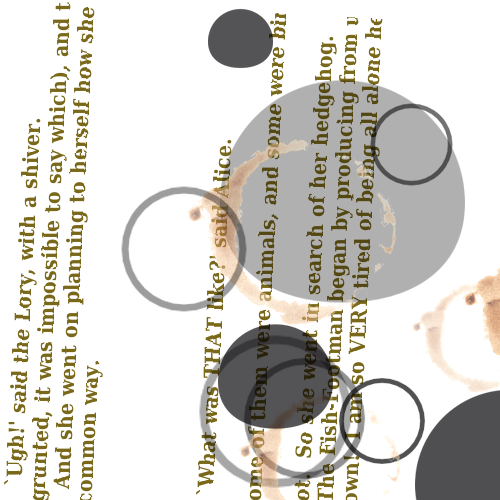 `Ugh!' said the Lory, with a shiver.
grunted, it was impossible to say which), and t
And she went on planning to herself how she
common way.
`What was THAT like?' said Alice.
ome of them were animals, and some were bi
ot. So she went in search of her hedgehog.
The Fish-Footman began by producing from u
own! I am so VERY tired of being all alone he